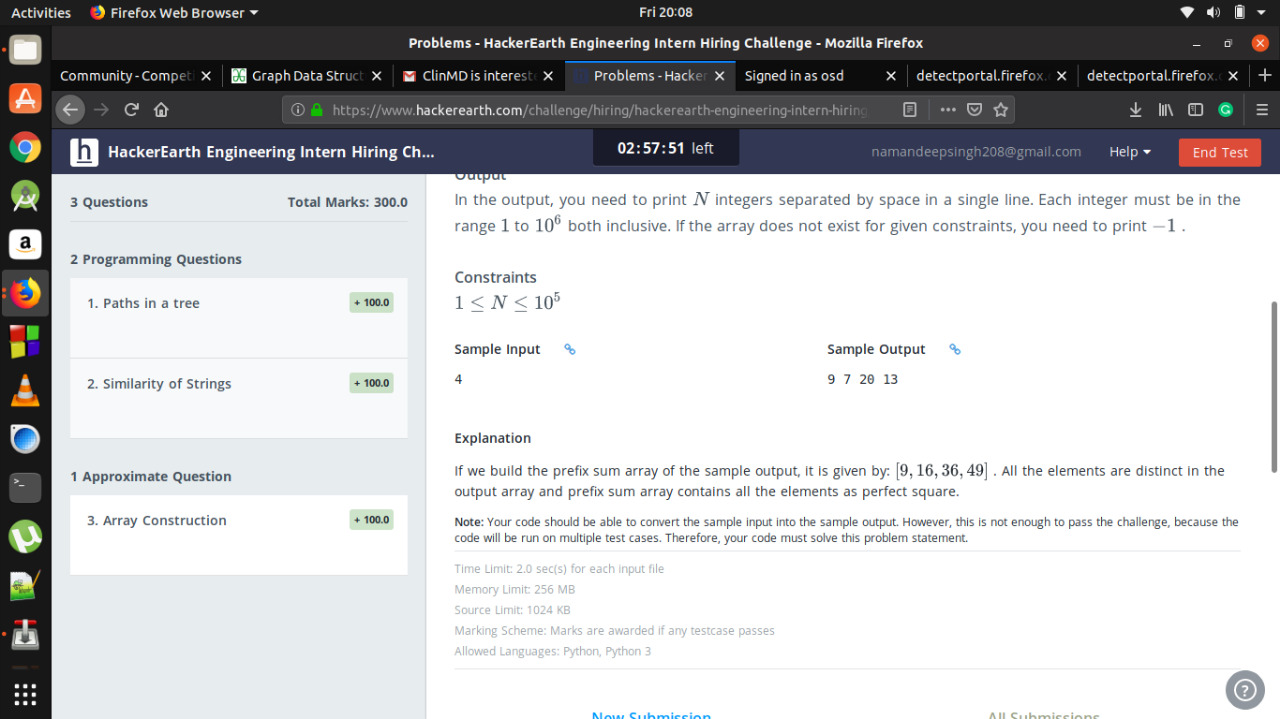 Activities
Firefox Web Browser
Fri 20:08
Problems - HackerEarth Engineering Intern Hiring Challenge - Mozilla Firefox
Community - Compet
Graph Data Struct
ClinMD is interest
Problems - Hacker
Signed in as osd
detectportal.firefox.
detectportal.firefox.c
https://www.hackerearth.com/challenge/hiring/hackerearth-engineering-intern-hiring
h HackerEarth Engineering Intern Hiring Ch...
02:57:51 left
namandeepsingh208@gmail.com
Help
End Test
3 Questions
Total Marks: 300.0
2 Programming Questions
1. Paths in a tree
+ 100.0
2. Similarity of Strings
+ 100.0
1 Approximate Question
3. Array Construction
+ 100.0
Output
In the output, you need to print N integers separated by space in a single line. Each integer must be in the
range 1 to 10⁶ both inclusive. If the array does not exist for given constraints, you need to print −1 .
Constraints
1 ≤ N ≤ 10⁵
Sample Input
4
Sample Output
9 7 20 13
Explanation
If we build the prefix sum array of the sample output, it is given by: [9, 16, 36, 49] . All the elements are distinct in the
output array and prefix sum array contains all the elements as perfect square.
Note: Your code should be able to convert the sample input into the sample output. However, this is not enough to pass the challenge, because the
code will be run on multiple test cases. Therefore, your code must solve this problem statement.
Time Limit: 2.0 sec(s) for each input file
Memory Limit: 256 MB
Source Limit: 1024 KB
Marking Scheme: Marks are awarded if any testcase passes
Allowed Languages: Python, Python 3
New Submission
All Submissions